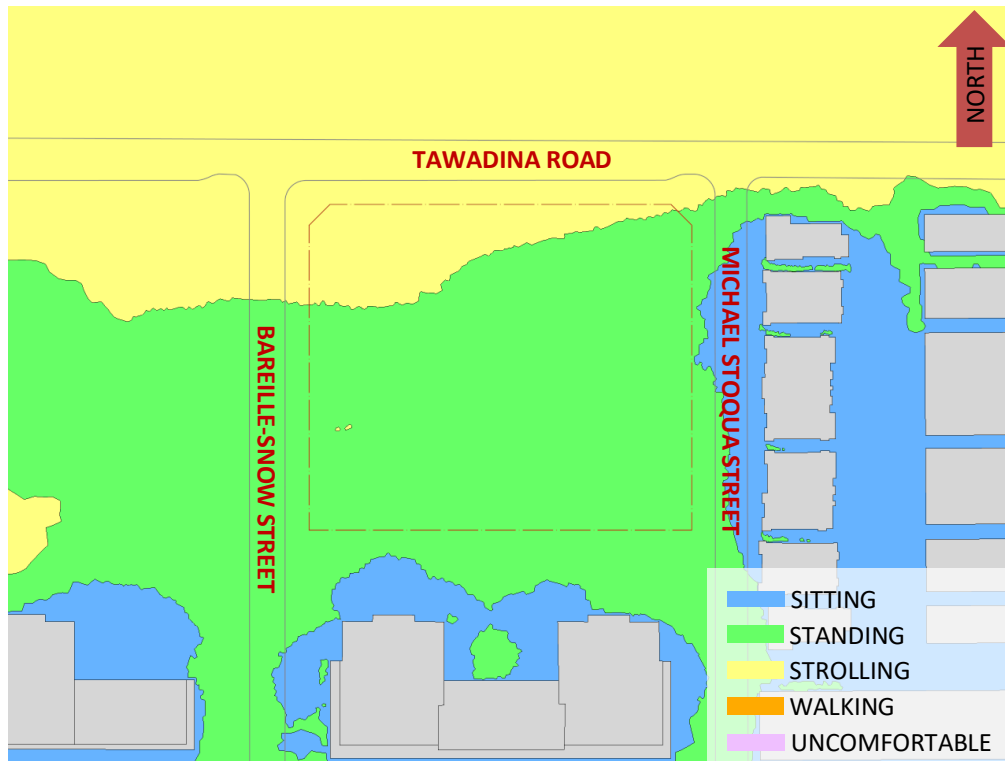 NORTH
TAWADINA ROAD
MICHAEL STOQUA STREET
BAREILLE-SNOW STREET
SITTING
STANDING
STROLLING
WALKING
UNCOMFORTABLE